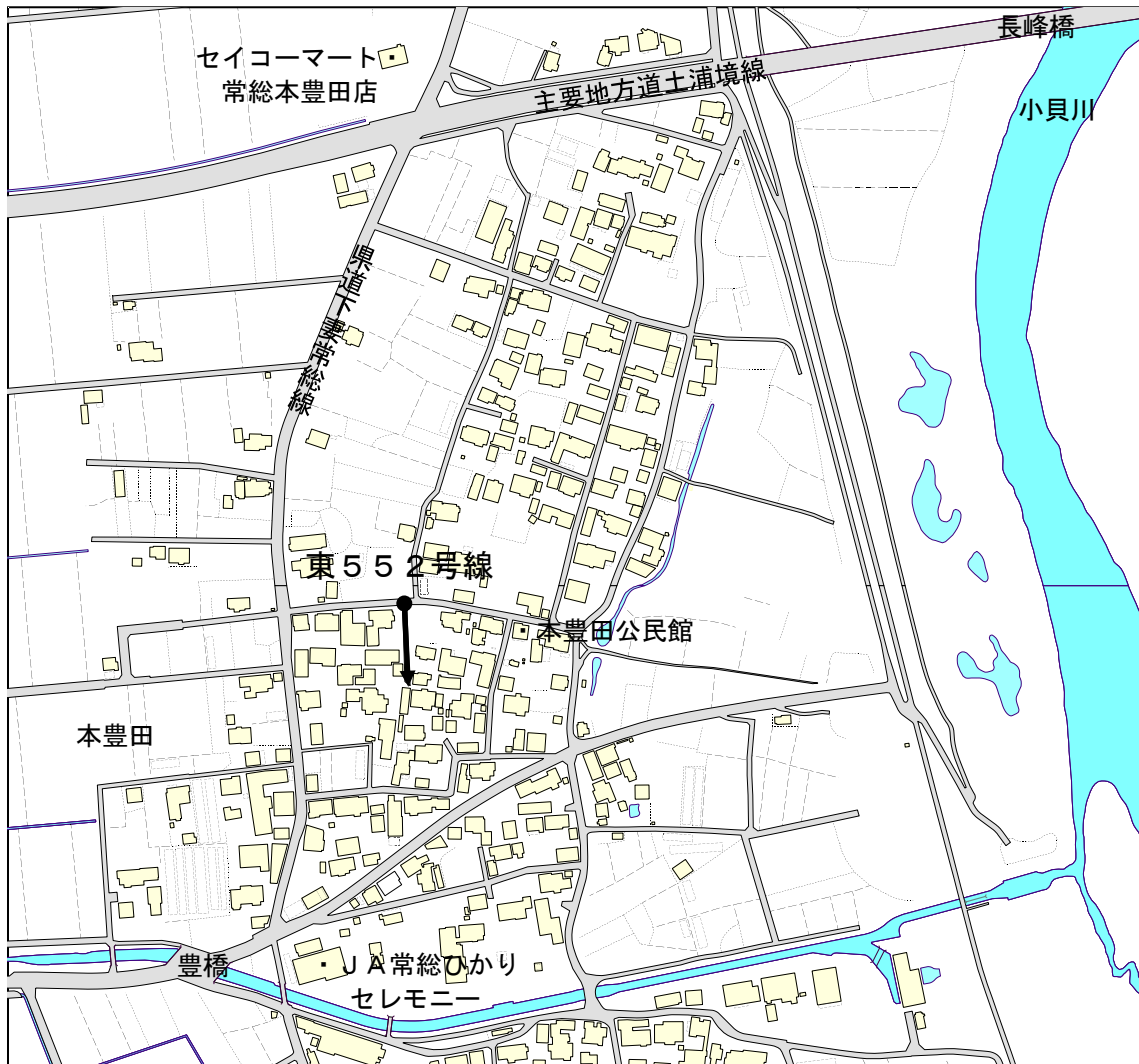 長峰橋
セイコーマート
常総本豊田店
主要地方道土浦境線
小貝川
県道下妻常総線
東５５２号線
本豊田公民館
本豊田
豊橋
ＪＡ常総ひかり
セレモニー